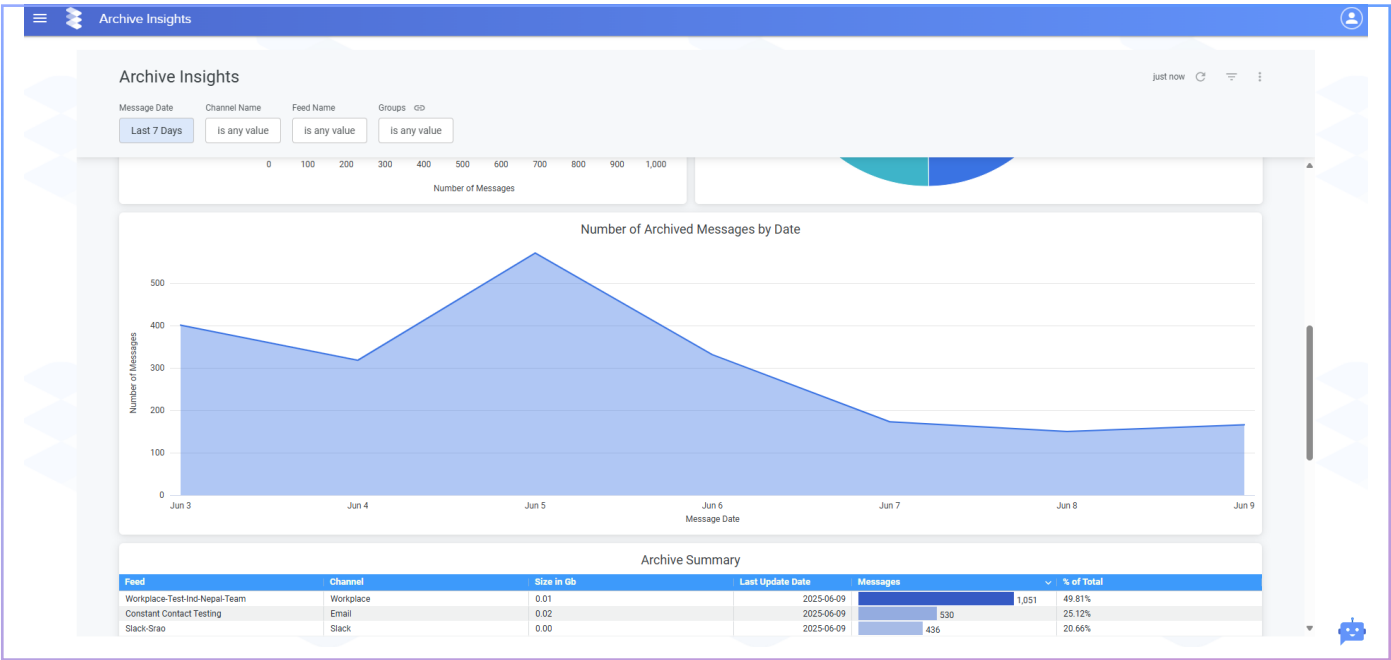 Archive Insights
Archive Insights
just now
Message Date Channel Name Feed Name Groups
Last 7 Days is any value is any value is any value
0 100 200 300 400 500 600 700 800 900 1,000
Number of Messages
Number of Archived Messages by Date
500
400
300
200
100
0
Number of Messages
Jun 3 Jun 4 Jun 5 Jun 6 Jun 7 Jun 8 Jun 9
Message Date
Archive Summary
Feed Channel Size in Gb Last Update Date Messages % of Total
Workplace-Test-Ind-Nepal-Team Workplace 0.01 2025-06-09 1,051 49.81%
Constant Contact Testing Email 0.02 2025-06-09 530 25.12%
Slack-Srao Slack 0.00 2025-06-09 436 20.66%